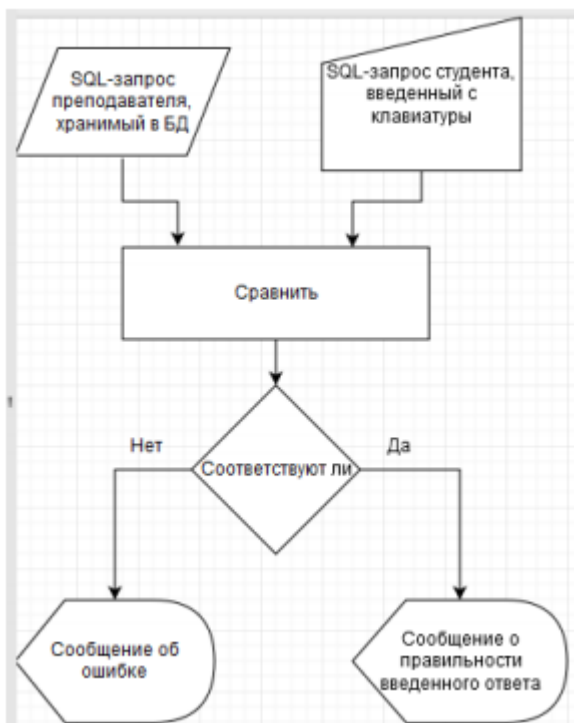 SQL-запрос
преподавателя,
хранимый в БД
SQL-запрос студента,
введенный с
клавиатуры
Сравнить
Нет
Да
Соответствуют ли
Сообщение об
ошибке
Сообщение о
правильности
введенного ответа